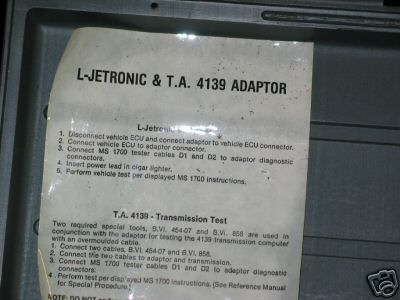 L-JETRONIC & T.A. 4139 ADAPTOR
L-Jetronic
1. Disconnect vehicle ECU and connect adaptor to vehicle ECU connector.
2. Connect vehicle ECU to adaptor connector.
3. Connect MS 1700 tester cables D1 and D2 to adaptor diagnostic
connectors.
4. Insert power lead in cigar lighter.
5. Perform vehicle test per displayed MS 1700 instructions.
T.A. 4139 - Transmission Test
Two required special tools, B.VI. 454-07 and B.Vi. 858, are used in
conjunction with the adaptor for testing the 4139 transmission computer
with an overmoulded cable.
1. Connect two cables, B.Vi. 454-07 and B.Vi. 858.
2. Connect the two cables to adaptor and transmission.
3. Connect MS 1700 tester cables D1 and D2 to adaptor diagnostic
connectors:
4. Perform test per displayed MS 1700 instructions. (See Reference Manual
for Special Procedure.)
NOTE: DO NOT
ebY